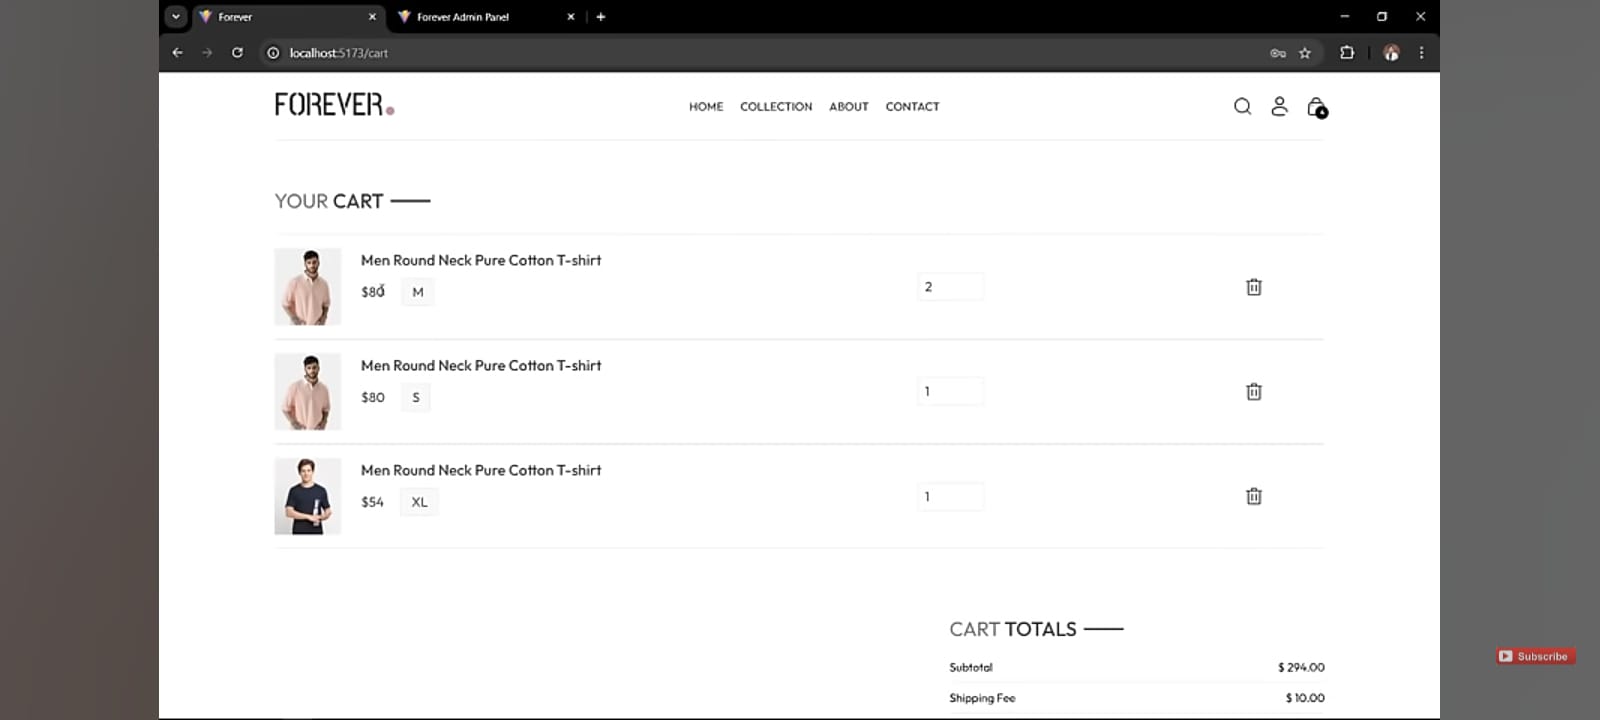 Forever
Forever Admin Panel
localhost:5173/cart
FOREVER.
HOME COLLECTION ABOUT CONTACT
4
YOUR CART
Men Round Neck Pure Cotton T-shirt
$80 M
2
Men Round Neck Pure Cotton T-shirt
$80 S
1
Men Round Neck Pure Cotton T-shirt
$54 XL
1
CART TOTALS
Subtotal $ 294.00
Shipping Fee $ 10.00
Subscribe